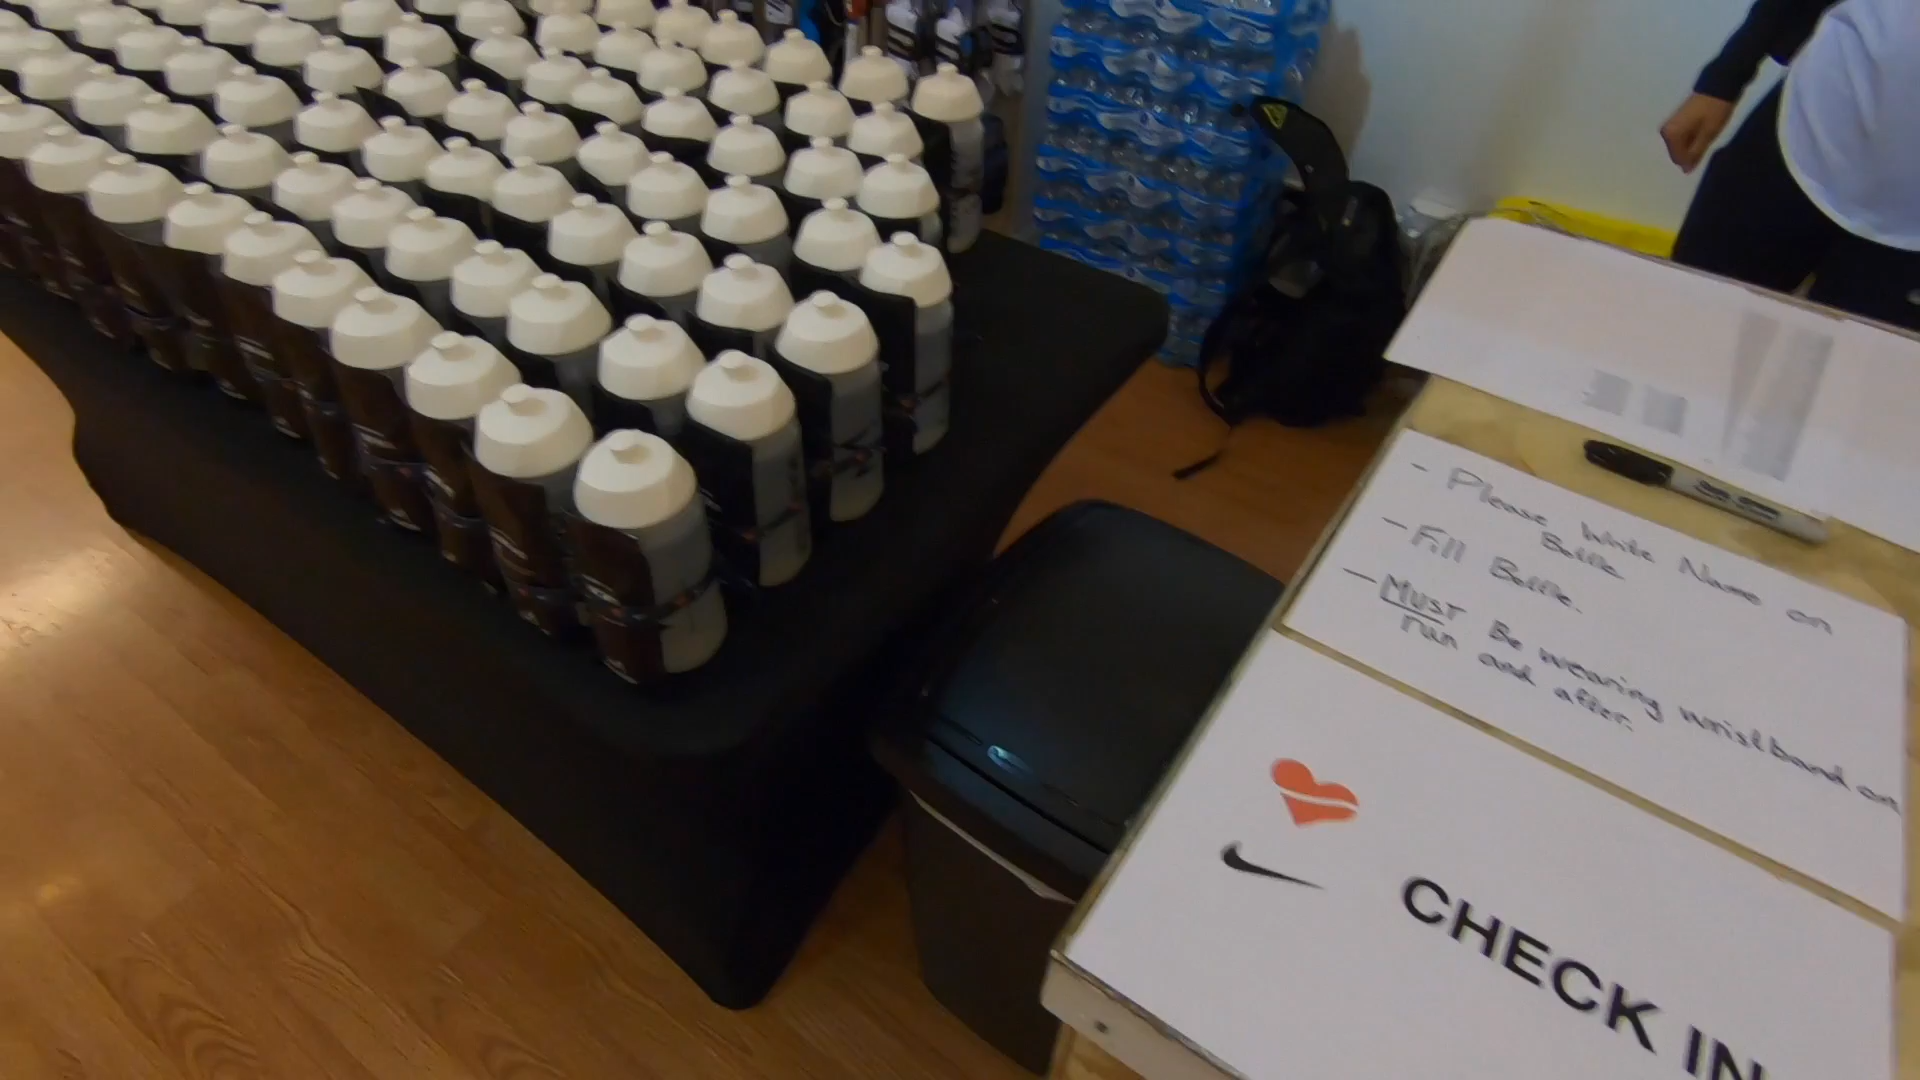 - Please Write Name on
Bottle
- Fill Bottle.
- Must Be wearing wristband on
run and after.
CHECK IN